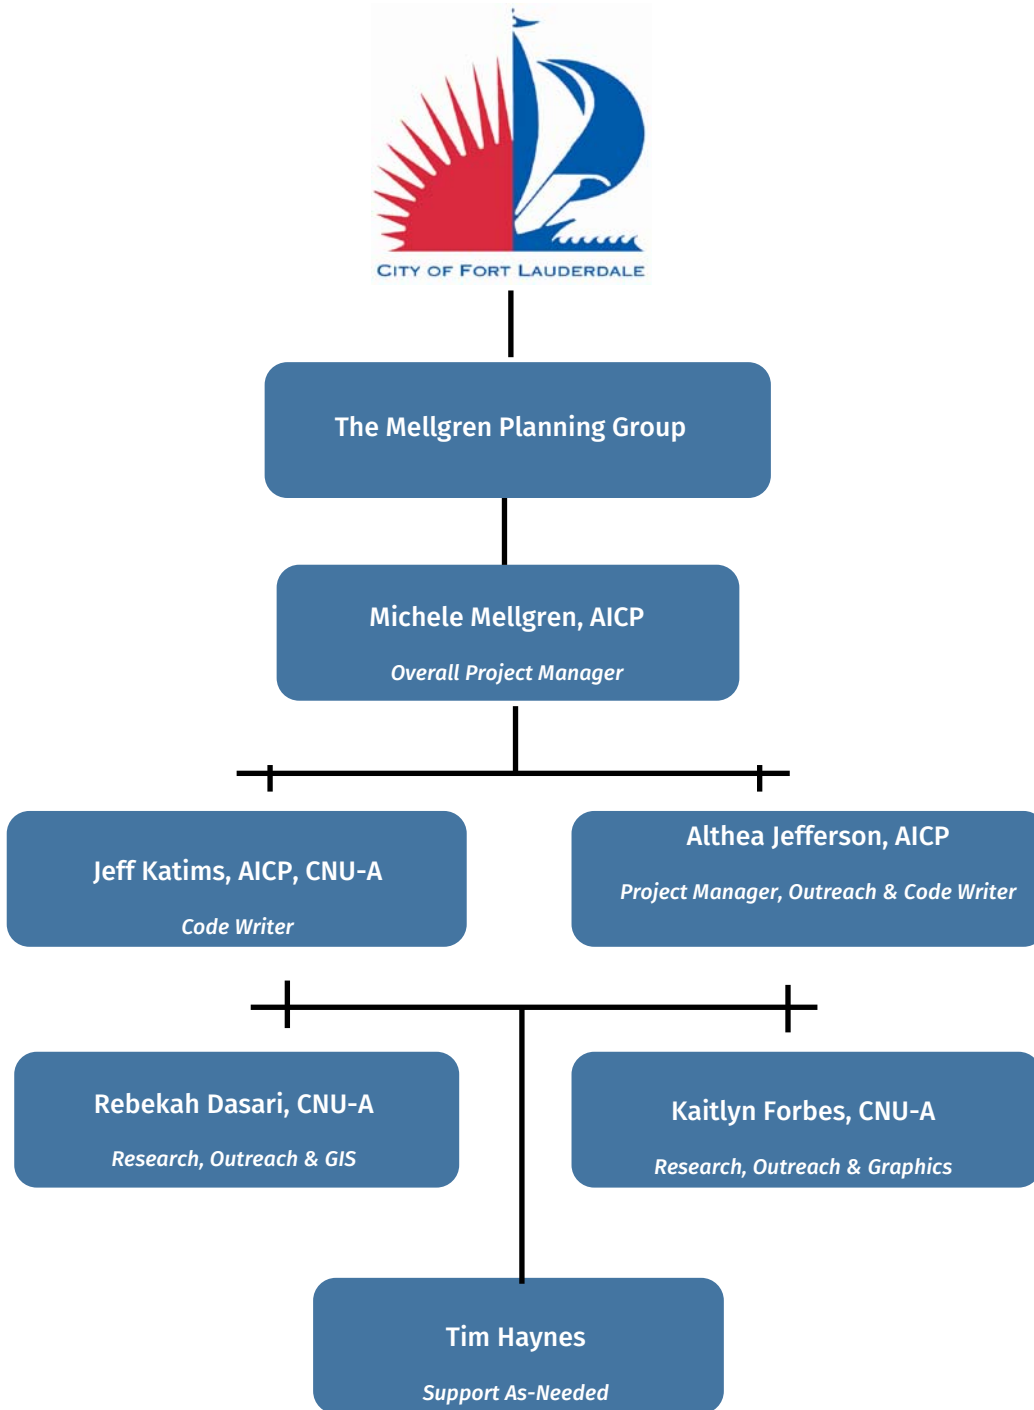 CITY OF FORT LAUDERDALE
The Mellgren Planning Group
Michele Mellgren, AICP
Overall Project Manager
Jeff Katims, AICP, CNU-A
Code Writer
Althea Jefferson, AICP
Project Manager, Outreach & Code Writer
Rebekah Dasari, CNU-A
Research, Outreach & GIS
Kaitlyn Forbes, CNU-A
Research, Outreach & Graphics
Tim Haynes
Support As-Needed